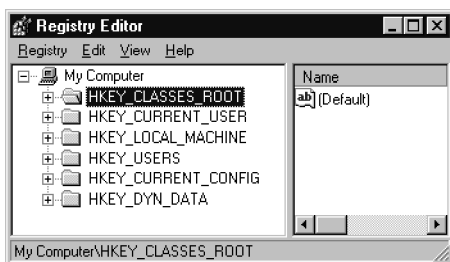 Registry Editor
Registry Edit View Help
My Computer
HKEY_CLASSES_ROOT
HKEY_CURRENT_USER
HKEY_LOCAL_MACHINE
HKEY_USERS
HKEY_CURRENT_CONFIG
HKEY_DYN_DATA
Name
ab (Default)
My Computer\HKEY_CLASSES_ROOT